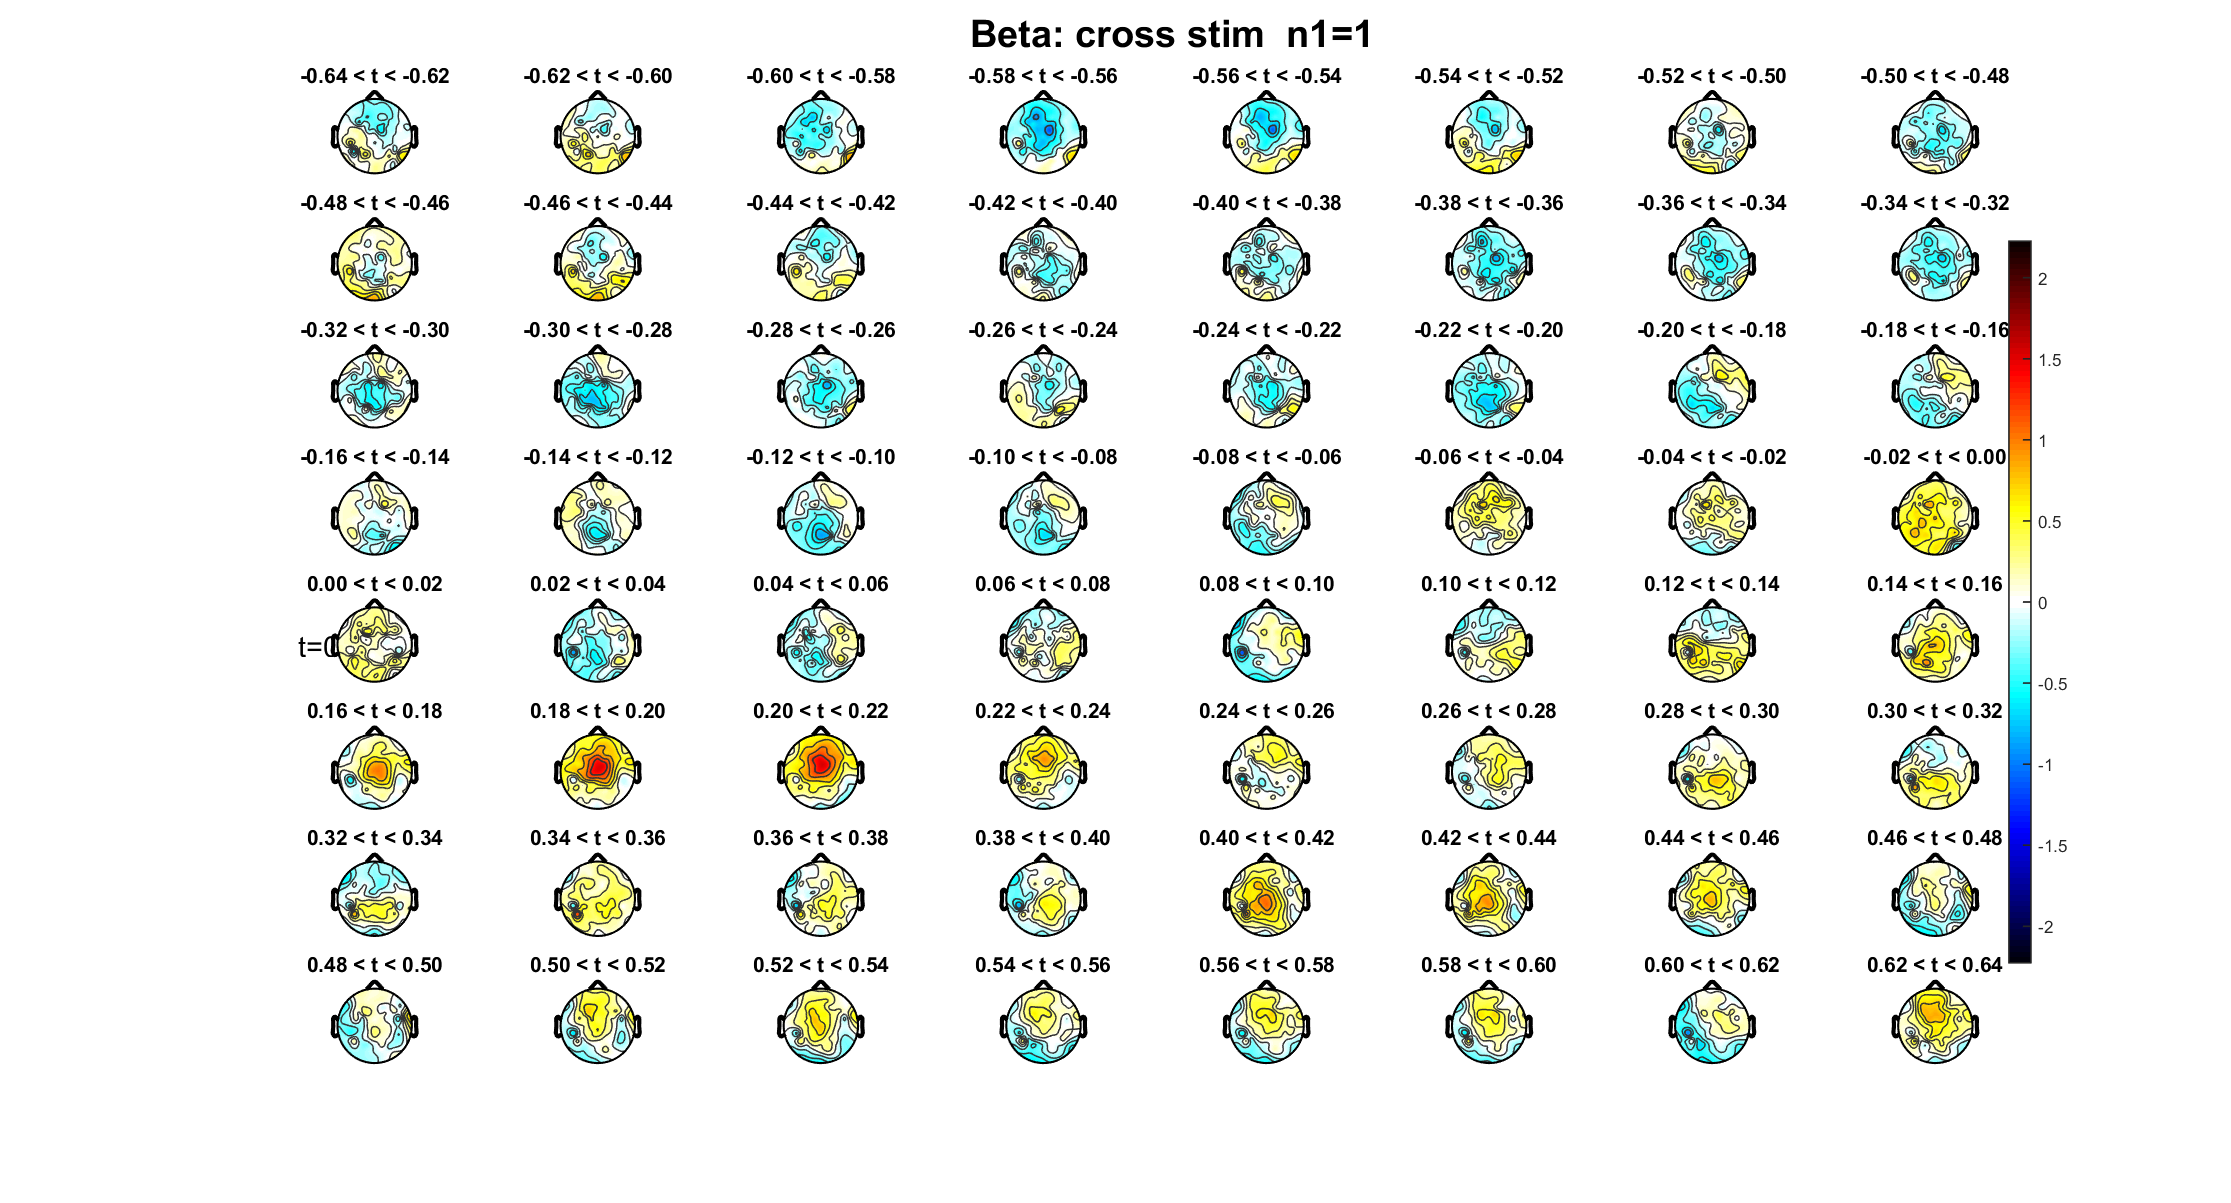 Beta: cross stim  n1=1
-0.64 < t < -0.62
-0.62 < t < -0.60
-0.60 < t < -0.58
-0.58 < t < -0.56
-0.56 < t < -0.54
-0.54 < t < -0.52
-0.52 < t < -0.50
-0.50 < t < -0.48
-0.48 < t < -0.46
-0.46 < t < -0.44
-0.44 < t < -0.42
-0.42 < t < -0.40
-0.40 < t < -0.38
-0.38 < t < -0.36
-0.36 < t < -0.34
-0.34 < t < -0.32
-0.32 < t < -0.30
-0.30 < t < -0.28
-0.28 < t < -0.26
-0.26 < t < -0.24
-0.24 < t < -0.22
-0.22 < t < -0.20
-0.20 < t < -0.18
-0.18 < t < -0.16
-0.16 < t < -0.14
-0.14 < t < -0.12
-0.12 < t < -0.10
-0.10 < t < -0.08
-0.08 < t < -0.06
-0.06 < t < -0.04
-0.04 < t < -0.02
-0.02 < t < 0.00
0.00 < t < 0.02
0.02 < t < 0.04
0.04 < t < 0.06
0.06 < t < 0.08
0.08 < t < 0.10
0.10 < t < 0.12
0.12 < t < 0.14
0.14 < t < 0.16
t=0
0.16 < t < 0.18
0.18 < t < 0.20
0.20 < t < 0.22
0.22 < t < 0.24
0.24 < t < 0.26
0.26 < t < 0.28
0.28 < t < 0.30
0.30 < t < 0.32
0.32 < t < 0.34
0.34 < t < 0.36
0.36 < t < 0.38
0.38 < t < 0.40
0.40 < t < 0.42
0.42 < t < 0.44
0.44 < t < 0.46
0.46 < t < 0.48
0.48 < t < 0.50
0.50 < t < 0.52
0.52 < t < 0.54
0.54 < t < 0.56
0.56 < t < 0.58
0.58 < t < 0.60
0.60 < t < 0.62
0.62 < t < 0.64
2
1.5
1
0.5
0
-0.5
-1
-1.5
-2